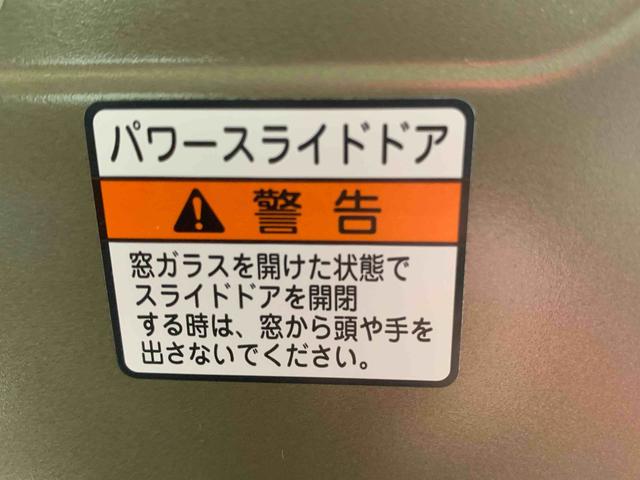 パワースライドドア
警告
窓ガラスを開けた状態で
スライドドアを開閉
する時は、窓から頭や手を
出さないでください。